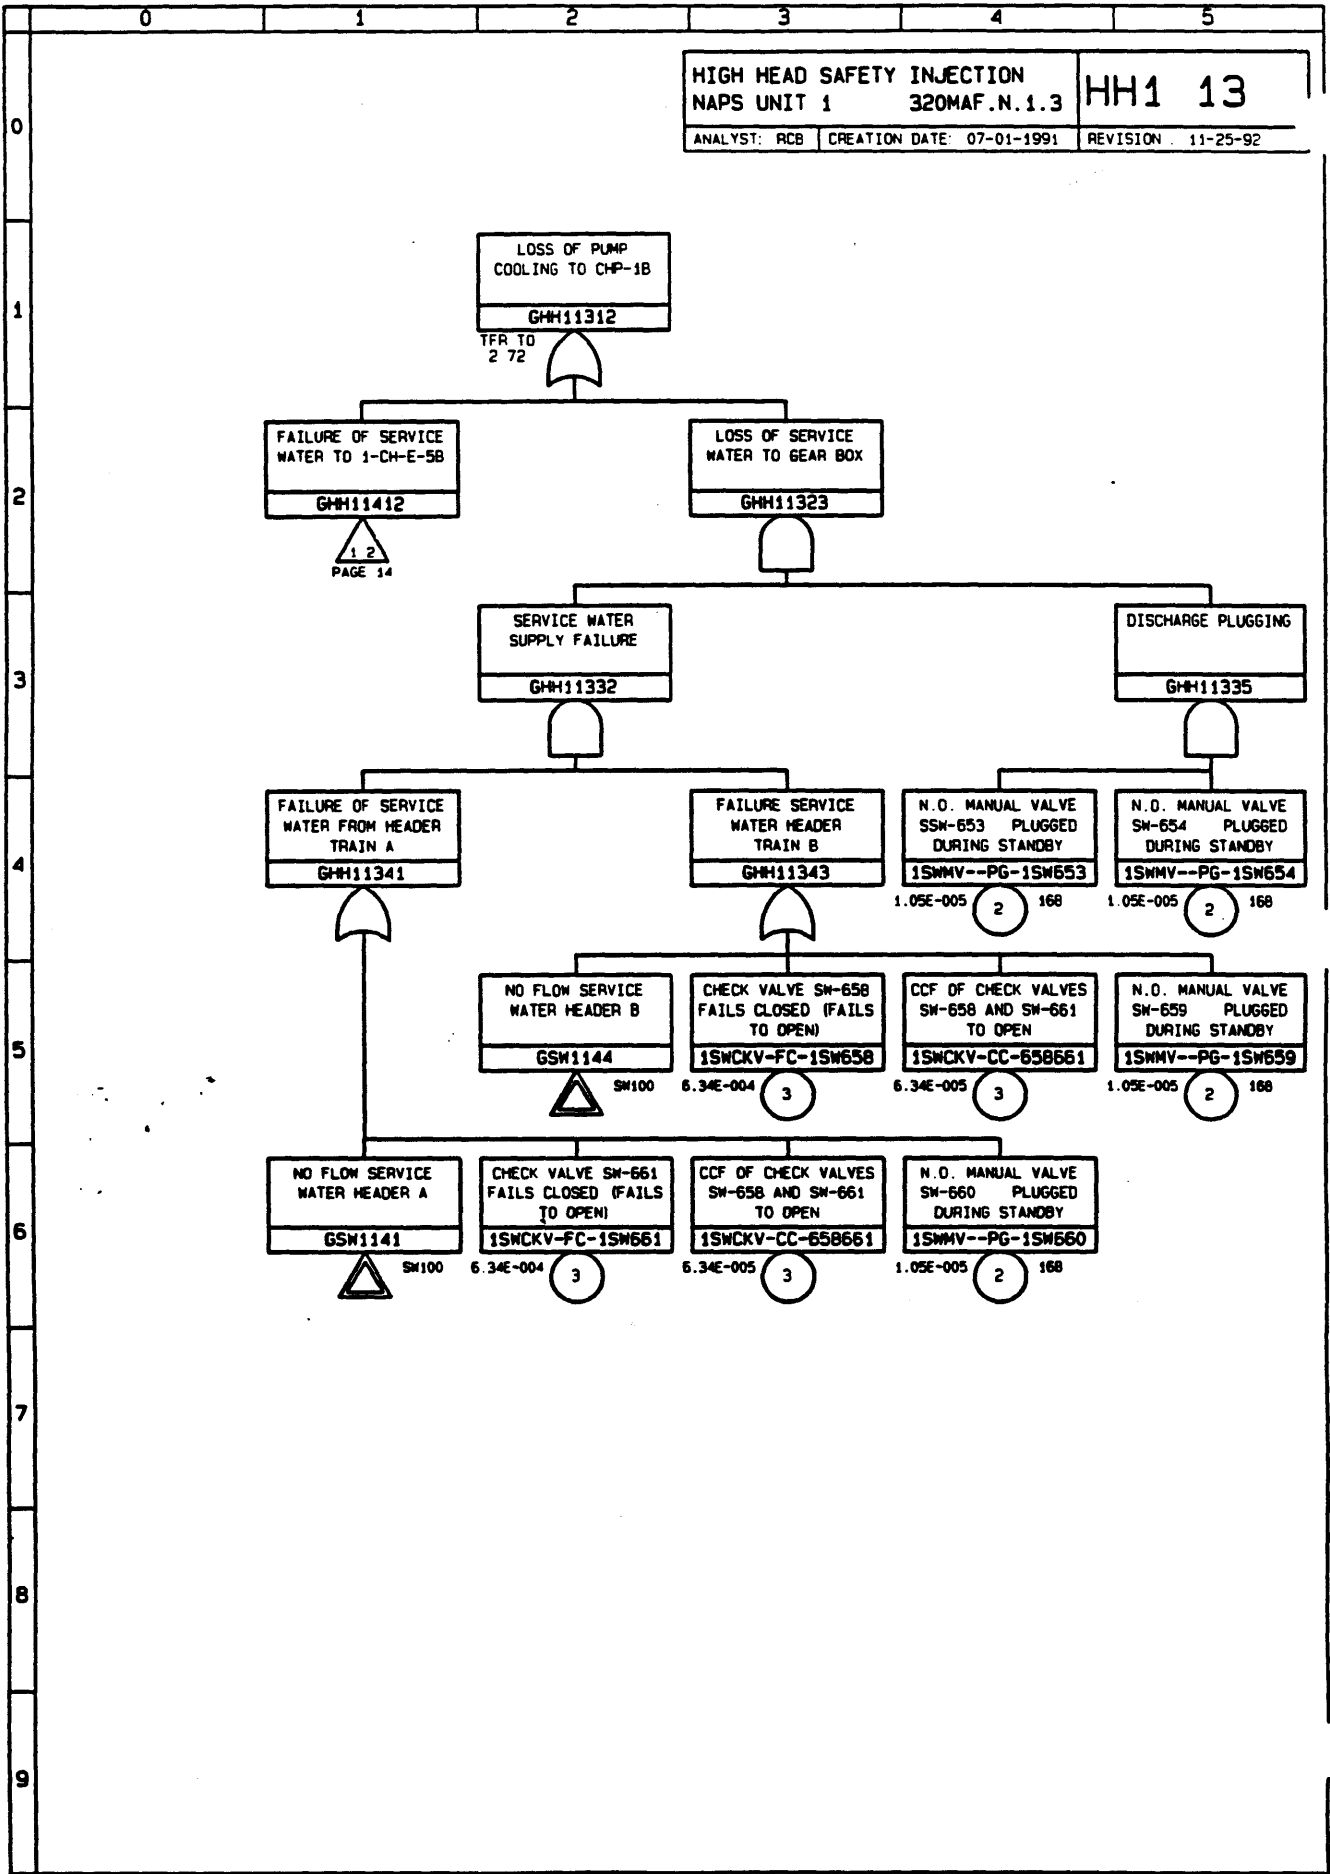 0 1 2 3 4 5
HIGH HEAD SAFETY INJECTION
NAPS UNIT 1 320MAF.N.1.3
HH1 13
ANALYST: RCB CREATION DATE: 07-01-1991 REVISION . 11-25-92
0
LOSS OF PUMP
COOLING TO CHP-1B
GHH11312
TFR TO
2 72
1
FAILURE OF SERVICE
WATER TO 1-CH-E-5B
GHH11412
1 2
PAGE 14
LOSS OF SERVICE
WATER TO GEAR BOX
GHH11323
2
SERVICE WATER
SUPPLY FAILURE
GHH11332
DISCHARGE PLUGGING
GHH11335
3
FAILURE OF SERVICE
WATER FROM HEADER
TRAIN A
GHH11341
FAILURE SERVICE
WATER HEADER
TRAIN B
GHH11343
N.O. MANUAL VALVE
SSW-653 PLUGGED
DURING STANDBY
1SWMV--PG-1SW653
1.05E-005 2 168
N.O. MANUAL VALVE
SW-654 PLUGGED
DURING STANDBY
1SWMV--PG-1SW654
1.05E-005 2 168
4
NO FLOW SERVICE
WATER HEADER B
GSW1144
SW100
CHECK VALVE SW-658
FAILS CLOSED (FAILS
TO OPEN)
1SWCKV-FC-1SW658
6.34E-004 3
CCF OF CHECK VALVES
SW-658 AND SW-661
TO OPEN
1SWCKV-CC-658661
6.34E-005 3
N.O. MANUAL VALVE
SW-659 PLUGGED
DURING STANDBY
1SWMV--PG-1SW659
1.05E-005 2 168
5
NO FLOW SERVICE
WATER HEADER A
GSW1141
SW100
CHECK VALVE SW-661
FAILS CLOSED (FAILS
TO OPEN)
1SWCKV-FC-1SW661
6.34E-004 3
CCF OF CHECK VALVES
SW-658 AND SW-661
TO OPEN
1SWCKV-CC-658661
6.34E-005 3
N.O. MANUAL VALVE
SW-660 PLUGGED
DURING STANDBY
1SWMV--PG-1SW660
1.05E-005 2 168
6
7
8
9